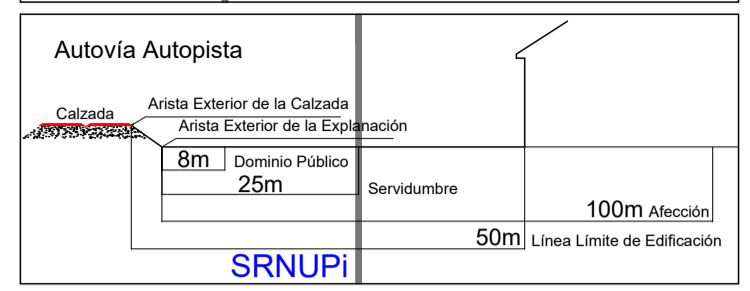 Autovía Autopista
Calzada
Arista Exterior de la Calzada
Arista Exterior de la Explanación
8m Dominio Público
25m Servidumbre
100m Afección
50m Línea Límite de Edificación
SRNUPi